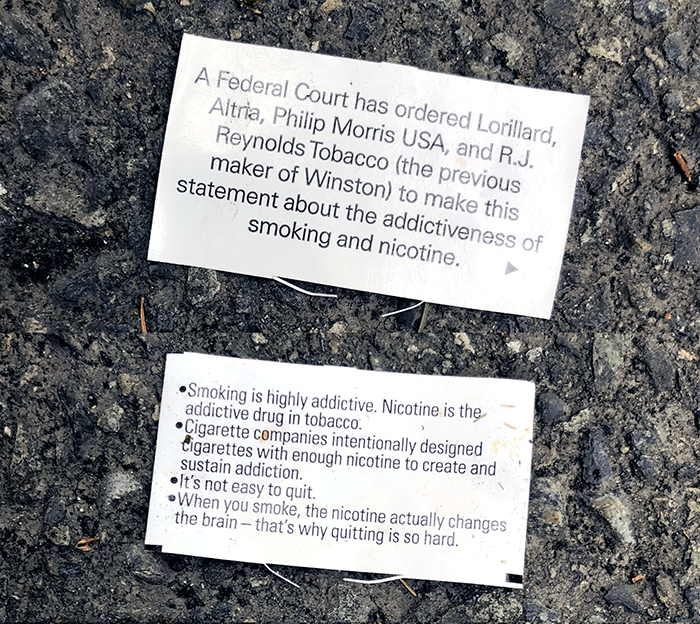 A Federal Court has ordered Lorillard,
Altria, Philip Morris USA, and R.J.
Reynolds Tobacco (the previous
maker of Winston) to make this
statement about the addictiveness of
smoking and nicotine.
•Smoking is highly addictive. Nicotine is the
addictive drug in tobacco.
•Cigarette companies intentionally designed
cigarettes with enough nicotine to create and
sustain addiction.
•It's not easy to quit.
•When you smoke, the nicotine actually changes
the brain – that's why quitting is so hard.